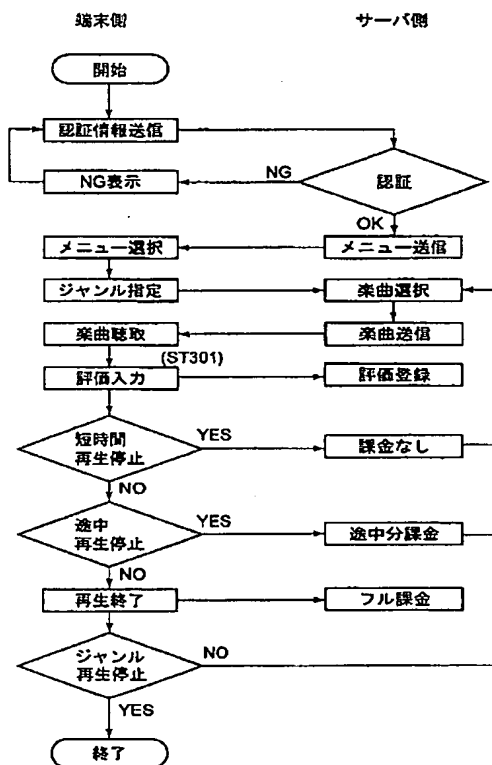 端末側
サーバ側
開始
認証情報送信
NG表示
NG
認証
OK
メニュー選択
メニュー送信
ジャンル指定
楽曲選択
楽曲聴取
楽曲送信
(ST301)
評価入力
評価登録
短時間
再生停止
YES
課金なし
NO
途中
再生停止
YES
途中分課金
NO
再生終了
フル課金
ジャンル
再生停止
NO
YES
終了